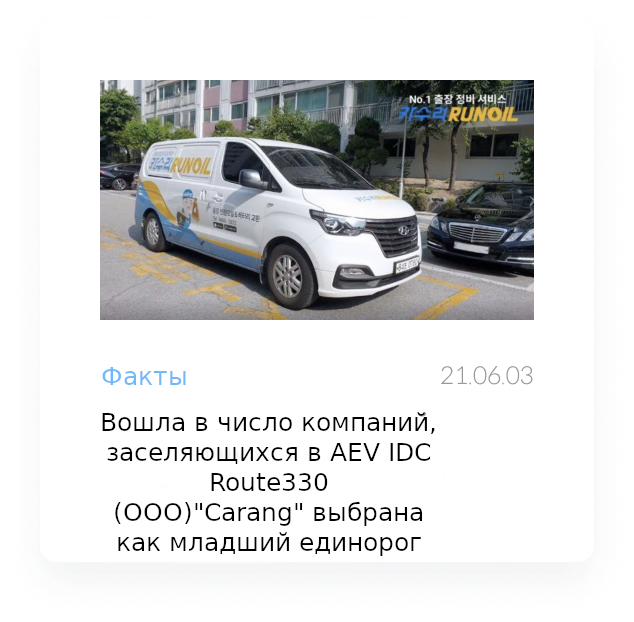 No.1 출장 정비 서비스
카수리 RUNOIL
카수리 RUNOIL
Факты
21.06.03
Вошла в число компаний,
заселяющихся в AEV IDC
Route330
(ООО)"Carang" выбрана
как младший единорог